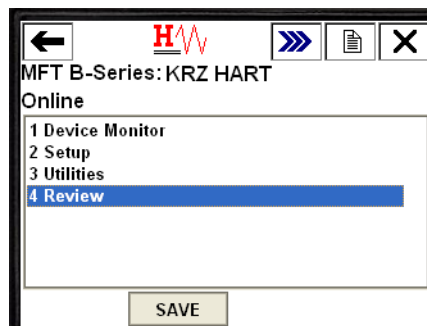 H
MFT B-Series: KRZ HART
Online
1 Device Monitor
2 Setup
3 Utilities
4 Review
SAVE